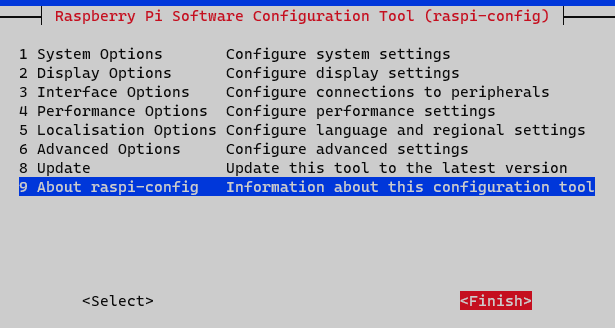 Raspberry Pi Software Configuration Tool (raspi-config)
1 System Options Configure system settings
2 Display Options Configure display settings
3 Interface Options Configure connections to peripherals
4 Performance Options Configure performance settings
5 Localisation Options Configure language and regional settings
6 Advanced Options Configure advanced settings
8 Update Update this tool to the latest version
9 About raspi-config Information about this configuration tool
<Select> <Finish>